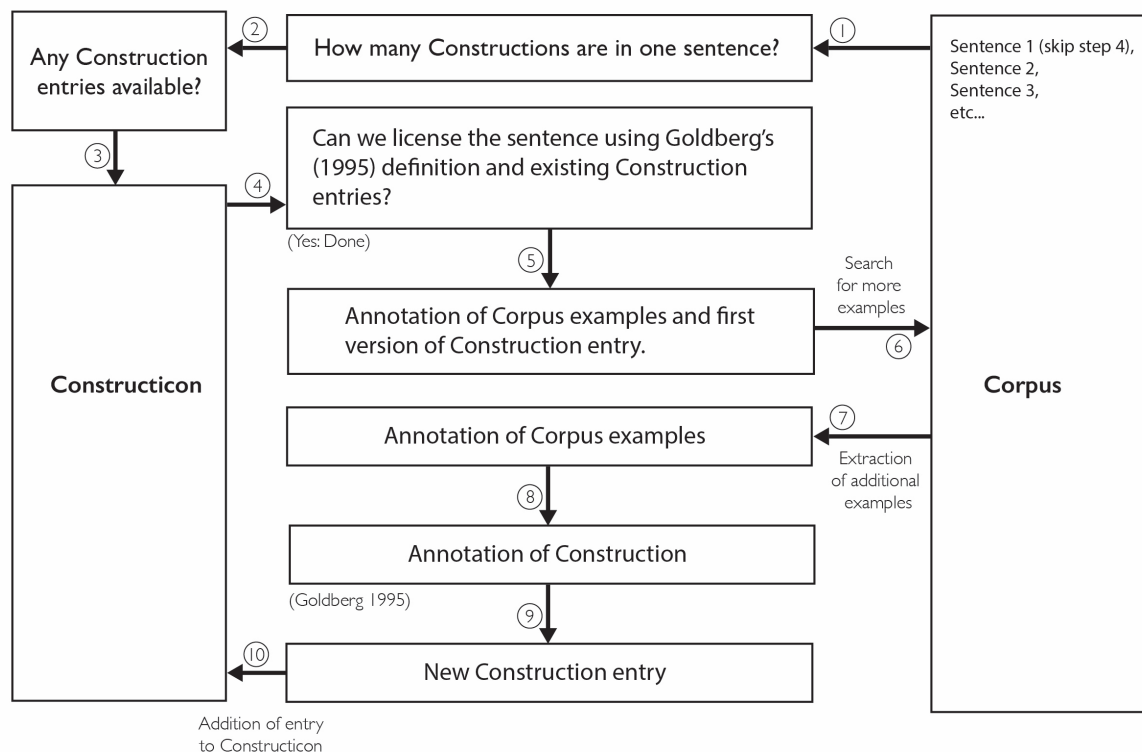 ②
How many Constructions are in one sentence?
①
Any Construction
entries available?
Sentence 1 (skip step 4),
Sentence 2,
Sentence 3,
etc...
③
Can we license the sentence using Goldberg’s
(1995) definition and existing Construction
entries?
④
(Yes: Done)
⑤
Search
for more
examples
Annotation of Corpus examples and first
version of Construction entry.
⑥
Constructicon
Corpus
Annotation of Corpus examples
⑦
Extraction
of additional
examples
⑧
Annotation of Construction
(Goldberg 1995)
⑨
New Construction entry
⑩
Addition of entry
to Constructicon